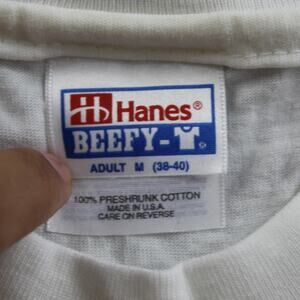 Hanes®
BEEFY-T®
ADULT M (38-40)
100% PRESHRUNK COTTON
MADE IN U.S.A.
CARE ON REVERSE